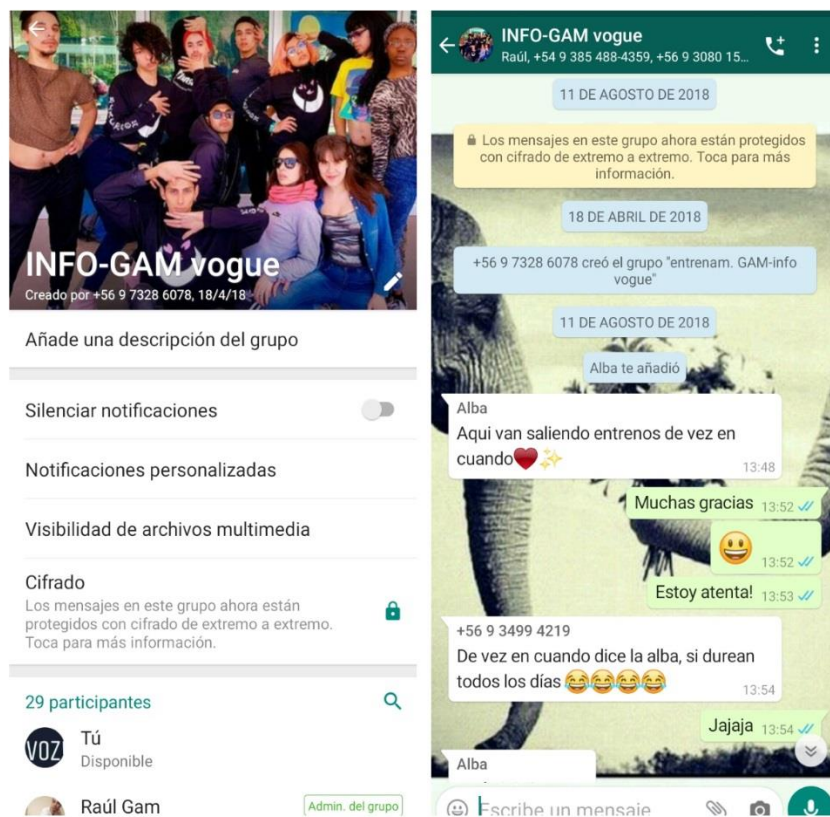 INFO-GAM vogue
Creado por +56 9 7328 6078, 18/4/18
Añade una descripción del grupo
Silenciar notificaciones
Notificaciones personalizadas
Visibilidad de archivos multimedia
Cifrado
Los mensajes en este grupo ahora están
protegidos con cifrado de extremo a extremo.
Toca para más información.
29 participantes
VOZ
Tú
Disponible
Raúl Gam
Admin. del grupo
INFO-GAM vogue
Raúl, +54 9 385 488-4359, +56 9 3080 15...
11 DE AGOSTO DE 2018
Los mensajes en este grupo ahora están protegidos
con cifrado de extremo a extremo. Toca para más
información.
18 DE ABRIL DE 2018
+56 9 7328 6078 creó el grupo "entrenam. GAM-info
vogue"
11 DE AGOSTO DE 2018
Alba te añadió
Alba
Aqui van saliendo entrenos de vez en
cuando❤️✨
13:48
Muchas gracias 13:52
😃 13:52
Estoy atenta! 13:53
+56 9 3499 4219
De vez en cuando dice la alba, si durean
todos los días 😂😂😂😂
13:54
Jajaja 13:54
Alba
Escribe un mensaje